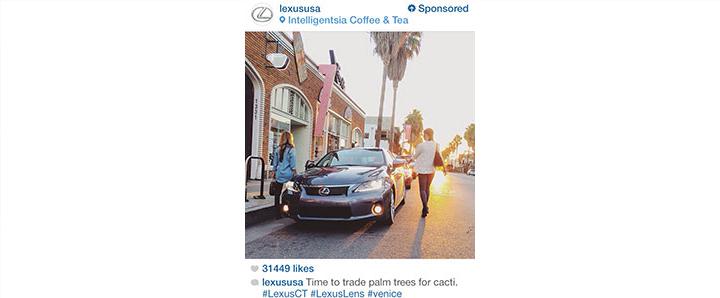 lexususa
Sponsored
Intelligentsia Coffee & Tea
31449 likes
lexususa Time to trade palm trees for cacti.
#LexusCT #LexusLens #venice